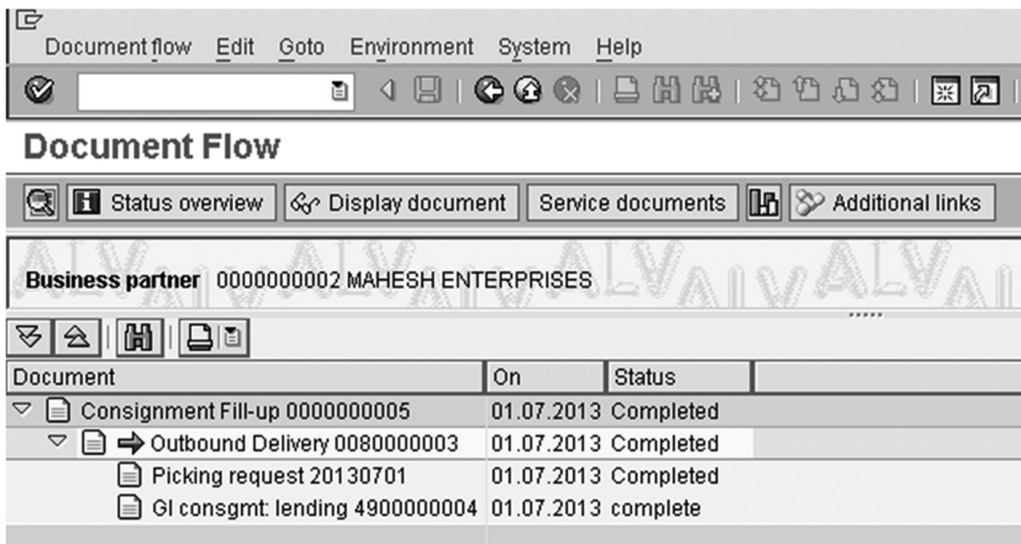 Document flow Edit Goto Environment System Help
Document Flow
Status overview Display document Service documents Additional links
Business partner 0000000002 MAHESH ENTERPRISES
Document On Status
Consignment Fill-up 0000000005 01.07.2013 Completed
Outbound Delivery 0080000003 01.07.2013 Completed
Picking request 20130701 01.07.2013 Completed
GI consgmt: lending 4900000004 01.07.2013 complete